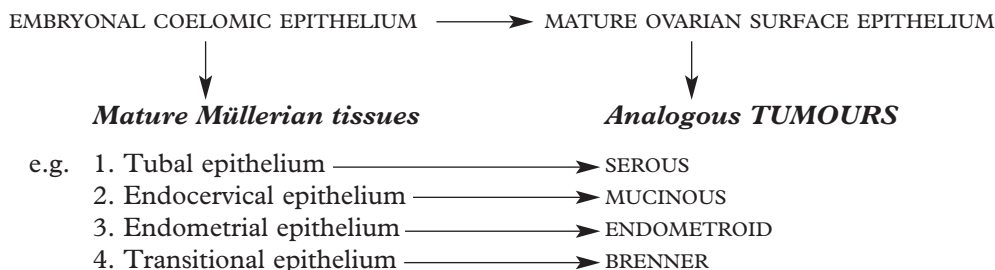 EMBRYONAL COELOMIC EPITHELIUM MATURE OVARIAN SURFACE EPITHELIUM
Mature Müllerian tissues Analogous TUMOURS
e.g. 1. Tubal epithelium SEROUS
2. Endocervical epithelium MUCINOUS
3. Endometrial epithelium ENDOMETROID
4. Transitional epithelium BRENNER